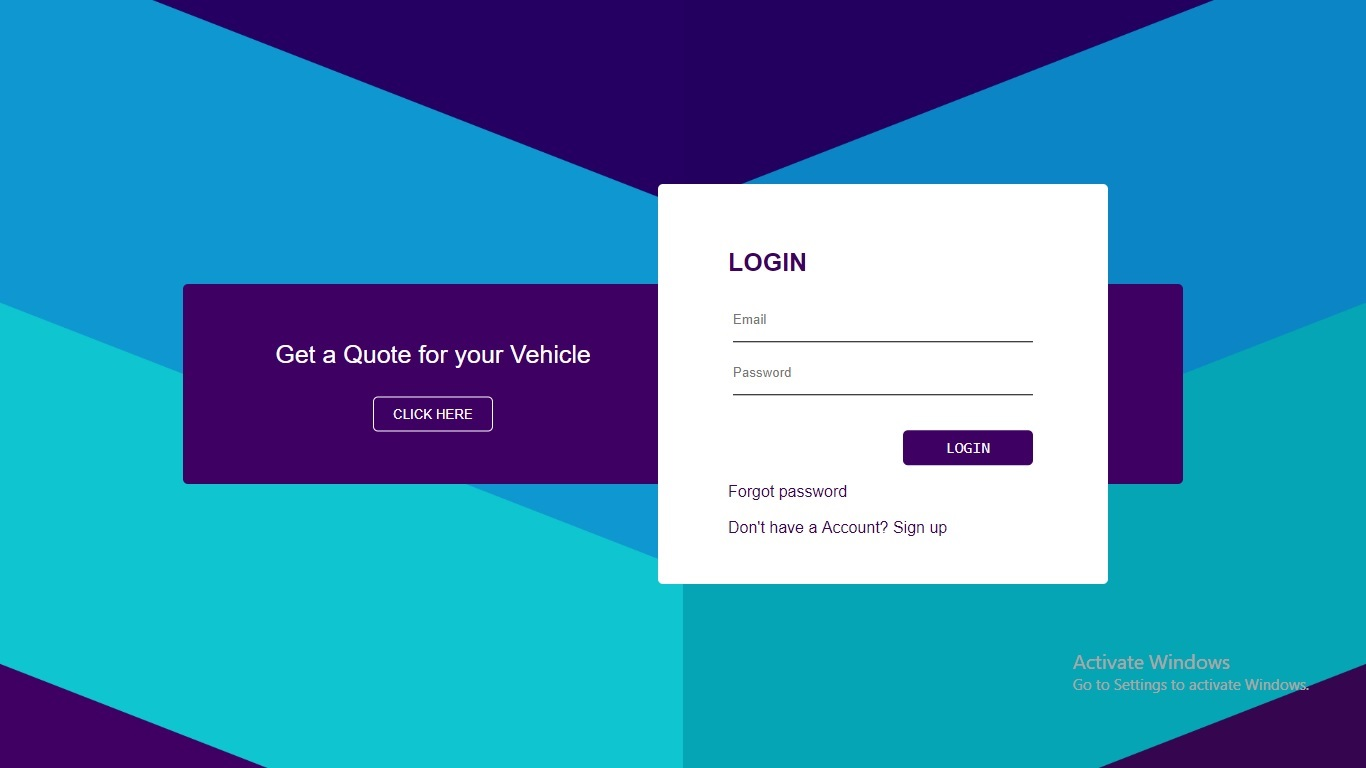 Get a Quote for your Vehicle
CLICK HERE
LOGIN
Email
Password
LOGIN
Forgot password
Don't have a Account? Sign up
Activate Windows
Go to Settings to activate Windows.